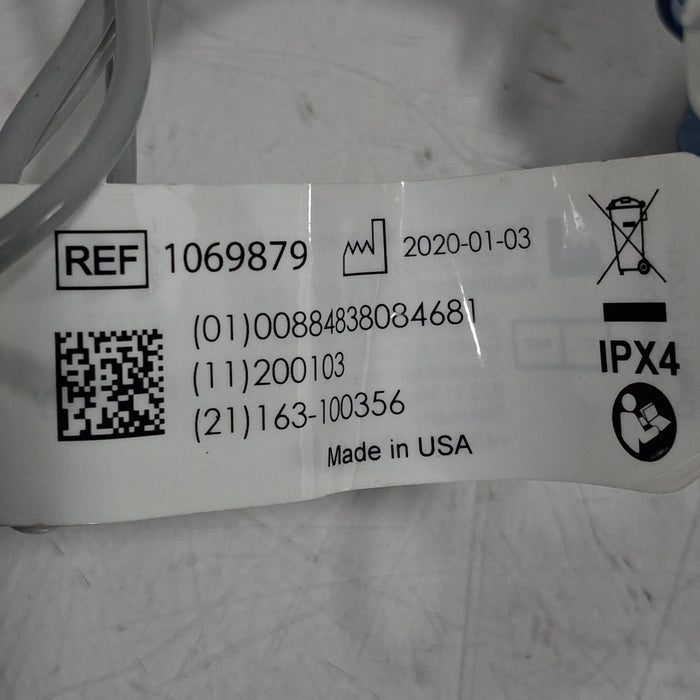 REF 1069879 2020-01-03
(01)00884838084681
(11)200103
(21)163-100356
Made in USA
IPX4